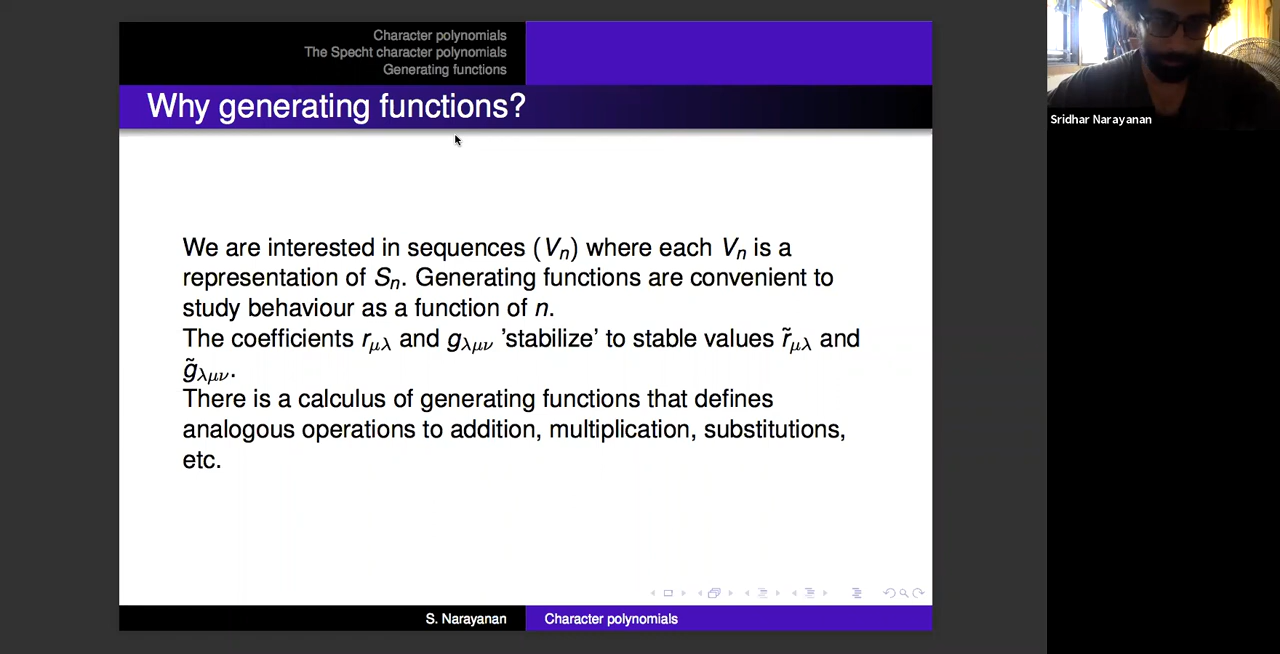 Character polynomials
The Specht character polynomials
Generating functions
Why generating functions?
Sridhar Narayanan
We are interested in sequences (Vₙ) where each Vₙ is a
representation of Sₙ. Generating functions are convenient to
study behaviour as a function of n.
The coefficients r_{μλ} and g_{λμν} 'stabilize' to stable values r̃_{μλ} and
g̃_{λμν}.
There is a calculus of generating functions that defines
analogous operations to addition, multiplication, substitutions,
etc.
S. Narayanan
Character polynomials